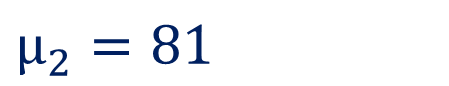 μ₂ = 81